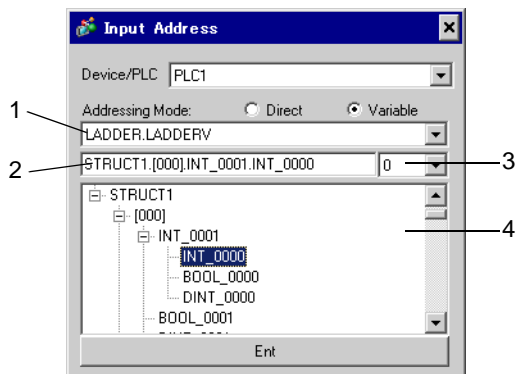 Input Address
Device/PLC PLC1
Addressing Mode: Direct Variable
1
LADDER.LADDERV
2 STRUCT1.[000].INT_0001.INT_0000 0 3
STRUCT1
[000]
4
INT_0001
INT_0000
BOOL_0000
DINT_0000
BOOL_0001
Ent